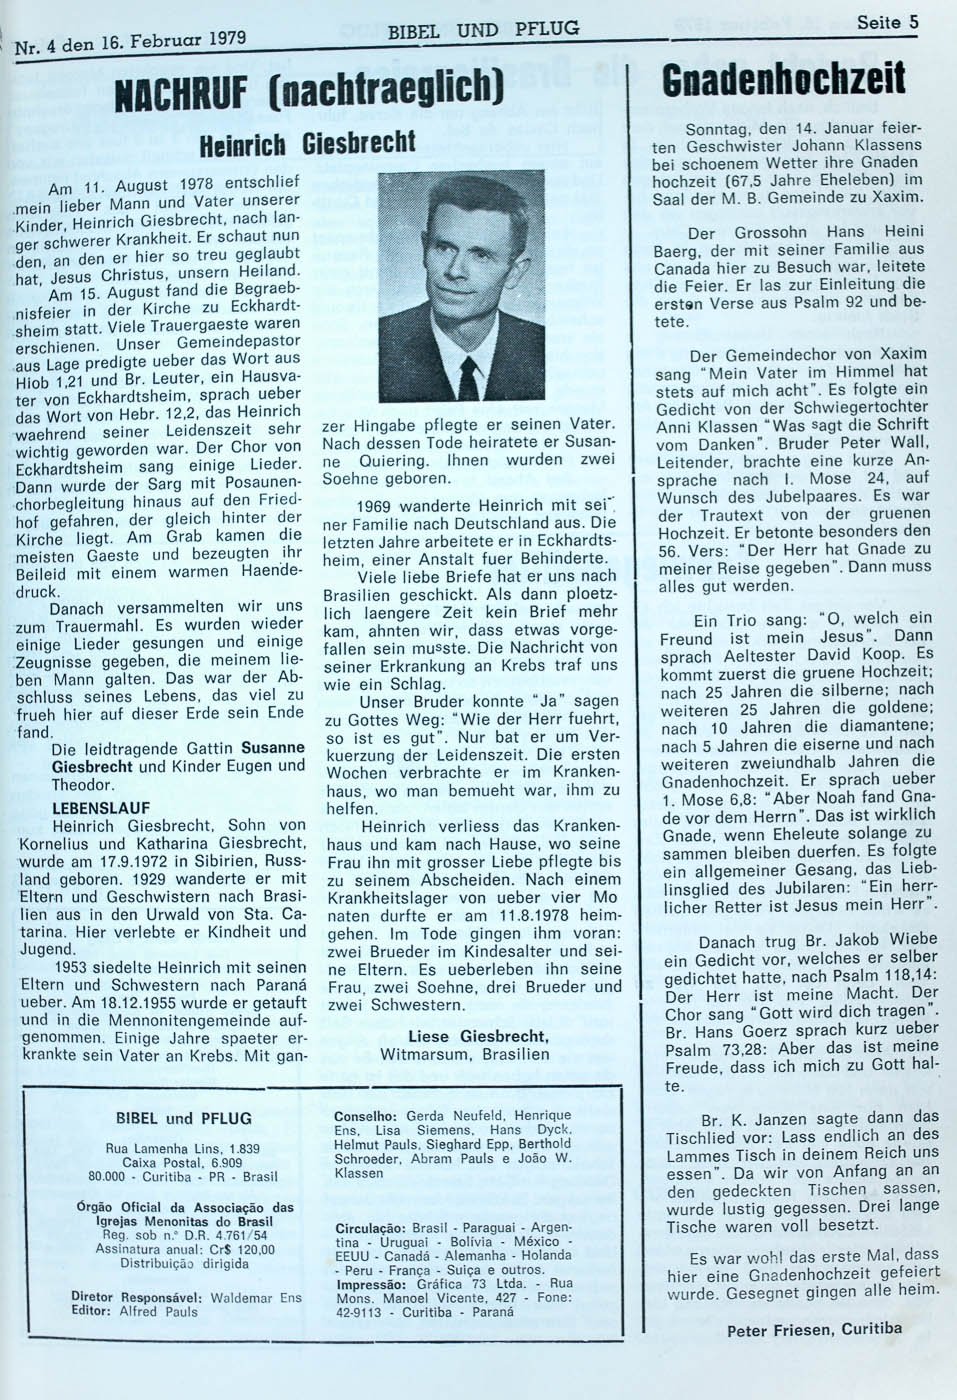 Nr. 4 den 16. Februar 1979
BIBEL UND PFLUG
Seite 5
NACHRUF (nachtraeglich)
Heinrich Giesbrecht
Am 11. August 1978 entschlief
mein lieber Mann und Vater unserer
Kinder, Heinrich Giesbrecht, nach lan-
ger schwerer Krankheit. Er schaut nun
den, an den er hier so treu geglaubt
hat, Jesus Christus, unsern Heiland.
Am 15. August fand die Begraeb-
nisfeier in der Kirche zu Eckhardt-
sheim statt. Viele Trauergaeste waren
erschienen. Unser Gemeindepastor
aus Lage predigte ueber das Wort aus
Hiob 1,21 und Br. Leuter, ein Hausva-
ter von Eckhardtsheim, sprach ueber
das Wort von Hebr. 12,2, das Heinrich
waehrend seiner Leidenszeit sehr
wichtig geworden war. Der Chor von
Eckhardtsheim sang einige Lieder.
Dann wurde der Sarg mit Posaunen-
chorbegleitung hinaus auf den Fried-
hof gefahren, der gleich hinter der
Kirche liegt. Am Grab kamen die
meisten Gaeste und bezeugten ihr
Beileid mit einem warmen Haende-
druck.
Danach versammelten wir uns
zum Trauermahl. Es wurden wieder
einige Lieder gesungen und einige
Zeugnisse gegeben, die meinem lie-
ben Mann galten. Das war der Ab-
schluss seines Lebens, das viel zu
frueh hier auf dieser Erde sein Ende
fand.
Die leidtragende Gattin Susanne
Giesbrecht und Kinder Eugen und
Theodor.
LEBENSLAUF
Heinrich Giesbrecht, Sohn von
Kornelius und Katharina Giesbrecht,
wurde am 17.9.1972 in Sibirien, Russ-
land geboren. 1929 wanderte er mit
Eltern und Geschwistern nach Brasi-
lien aus in den Urwald von Sta. Ca-
tarina. Hier verlebte er Kindheit und
Jugend.
1953 siedelte Heinrich mit seinen
Eltern und Schwestern nach Paraná
ueber. Am 18.12.1955 wurde er getauft
und in die Mennonitengemeinde auf-
genommen. Einige Jahre spaeter er-
krankte sein Vater an Krebs. Mit gan-
zer Hingabe pflegte er seinen Vater.
Nach dessen Tode heiratete er Susan-
ne Quiering. Ihnen wurden zwei
Soehne geboren.
1969 wanderte Heinrich mit sei-
ner Familie nach Deutschland aus. Die
letzten Jahre arbeitete er in Eckhardts-
heim, einer Anstalt fuer Behinderte.
Viele liebe Briefe hat er uns nach
Brasilien geschickt. Als dann ploetz-
lich laengere Zeit kein Brief mehr
kam, ahnten wir, dass etwas vorge-
fallen sein musste. Die Nachricht von
seiner Erkrankung an Krebs traf uns
wie ein Schlag.
Unser Bruder konnte "Ja" sagen
zu Gottes Weg: "Wie der Herr fuehrt,
so ist es gut". Nur bat er um Ver-
kuerzung der Leidenszeit. Die ersten
Wochen verbrachte er im Kranken-
haus, wo man bemueht war, ihm zu
helfen.
Heinrich verliess das Kranken-
haus und kam nach Hause, wo seine
Frau ihn mit grosser Liebe pflegte bis
zu seinem Abscheiden. Nach einem
Krankheitslager von ueber vier Mo
naten durfte er am 11.8.1978 heim-
gehen. Im Tode gingen ihm voran:
zwei Brueder im Kindesalter und sei-
ne Eltern. Es ueberleben ihn seine
Frau, zwei Soehne, drei Brueder und
zwei Schwestern.
Liese Giesbrecht,
Witmarsum, Brasilien
BIBEL und PFLUG
Rua Lamenha Lins, 1.839
Caixa Postal, 6.909
80.000 - Curitiba - PR - Brasil
Órgão Oficial da Associação das
Igrejas Menonitas do Brasil
Reg. sob n.º D.R. 4.761/54
Assinatura anual: Cr$ 120,00
Distribuição dirigida
Diretor Responsável: Waldemar Ens
Editor: Alfred Pauls
Conselho: Gerda Neufeld, Henrique
Ens, Lisa Siemens, Hans Dyck.
Helmut Pauls, Sieghard Epp, Berthold
Schroeder, Abram Pauls e João W.
Klassen
Circulação: Brasil - Paraguai - Argen-
tina - Uruguai - Bolívia - México -
EEUU - Canadá - Alemanha - Holanda
- Peru - França - Suiça e outros.
Impressão: Gráfica 73 Ltda. - Rua
Mons. Manoel Vicente, 427 - Fone:
42-9113 - Curitiba - Paraná
Gnadenhochzeit
Sonntag, den 14. Januar feier-
ten Geschwister Johann Klassens
bei schoenem Wetter ihre Gnaden
hochzeit (67,5 Jahre Eheleben) im
Saal der M. B. Gemeinde zu Xaxim.
Der Grossohn Hans Heini
Baerg, der mit seiner Familie aus
Canada hier zu Besuch war, leitete
die Feier. Er las zur Einleitung die
ersten Verse aus Psalm 92 und be-
tete.
Der Gemeindechor von Xaxim
sang "Mein Vater im Himmel hat
stets auf mich acht". Es folgte ein
Gedicht von der Schwiegertochter
Anni Klassen "Was sagt die Schrift
vom Danken". Bruder Peter Wall,
Leitender, brachte eine kurze An-
sprache nach I. Mose 24, auf
Wunsch des Jubelpaares. Es war
der Trautext von der gruenen
Hochzeit. Er betonte besonders den
56. Vers: "Der Herr hat Gnade zu
meiner Reise gegeben". Dann muss
alles gut werden.
Ein Trio sang: "O, welch ein
Freund ist mein Jesus". Dann
sprach Aeltester David Koop. Es
kommt zuerst die gruene Hochzeit;
nach 25 Jahren die silberne; nach
weiteren 25 Jahren die goldene;
nach 10 Jahren die diamantene;
nach 5 Jahren die eiserne und nach
weiteren zweiundhalb Jahren die
Gnadenhochzeit. Er sprach ueber
1. Mose 6,8: "Aber Noah fand Gna-
de vor dem Herrn". Das ist wirklich
Gnade, wenn Eheleute solange zu
sammen bleiben duerfen. Es folgte
ein allgemeiner Gesang, das Lieb-
linsglied des Jubilaren: "Ein herr-
licher Retter ist Jesus mein Herr".
Danach trug Br. Jakob Wiebe
ein Gedicht vor, welches er selber
gedichtet hatte, nach Psalm 118,14:
Der Herr ist meine Macht. Der
Chor sang "Gott wird dich tragen".
Br. Hans Goerz sprach kurz ueber
Psalm 73,28: Aber das ist meine
Freude, dass ich mich zu Gott hal-
te.
Br. K. Janzen sagte dann das
Tischlied vor: Lass endlich an des
Lammes Tisch in deinem Reich uns
essen". Da wir von Anfang an an
den gedeckten Tischen sassen,
wurde lustig gegessen. Drei lange
Tische waren voll besetzt.
Es war wohl das erste Mal, dass
hier eine Gnadenhochzeit gefeiert
wurde. Gesegnet gingen alle heim.
Peter Friesen, Curitiba